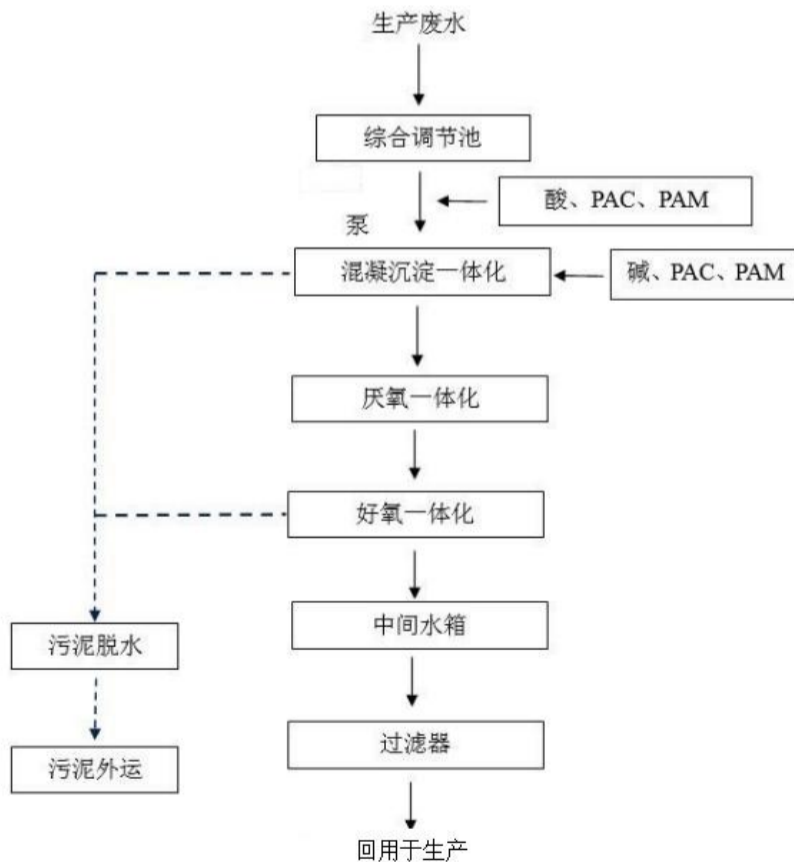 生产废水
综合调节池
酸、PAC、PAM
泵
混凝沉淀一体化
碱、PAC、PAM
厌氧一体化
好氧一体化
中间水箱
污泥脱水
过滤器
污泥外运
回用于生产